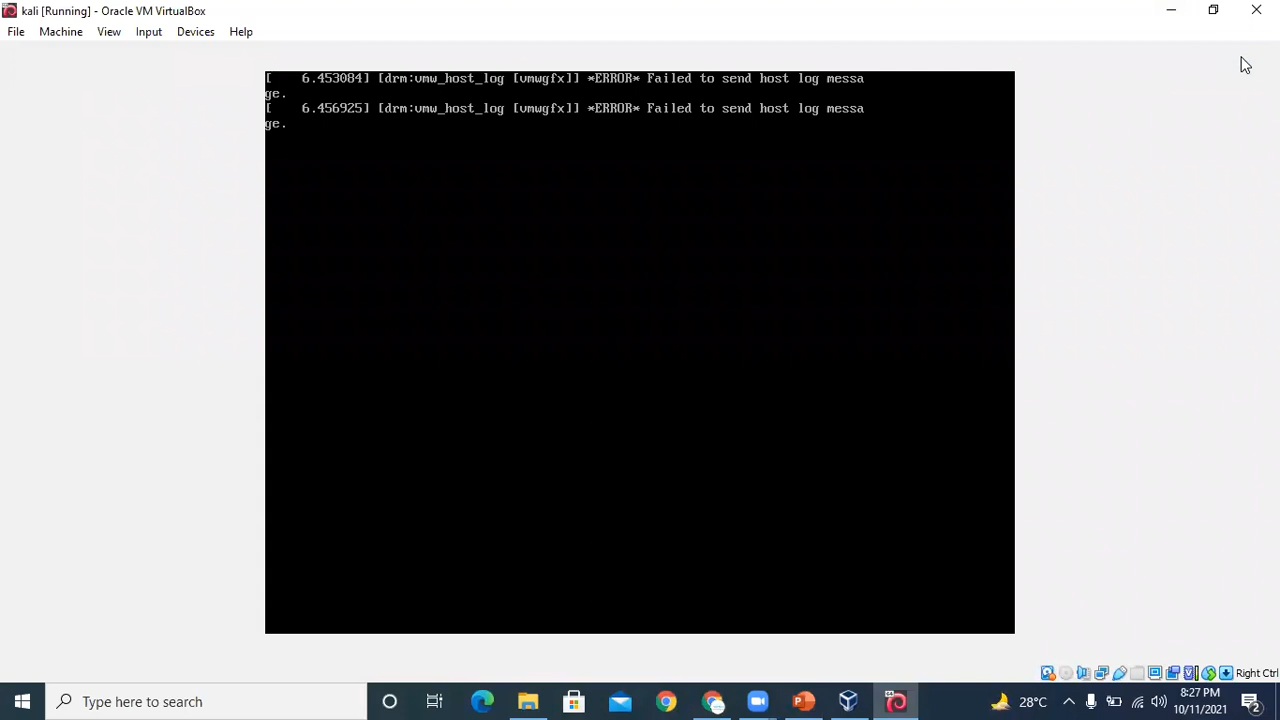 kali [Running] - Oracle VM VirtualBox
File Machine View Input Devices Help
[    6.453084] [drm:vmw_host_log [vmwgfx]] *ERROR* Failed to send host log messa
ge.
[    6.456925] [drm:vmw_host_log [vmwgfx]] *ERROR* Failed to send host log messa
ge.
Right Ctrl
Type here to search
28°C
8:27 PM
10/11/2021
2